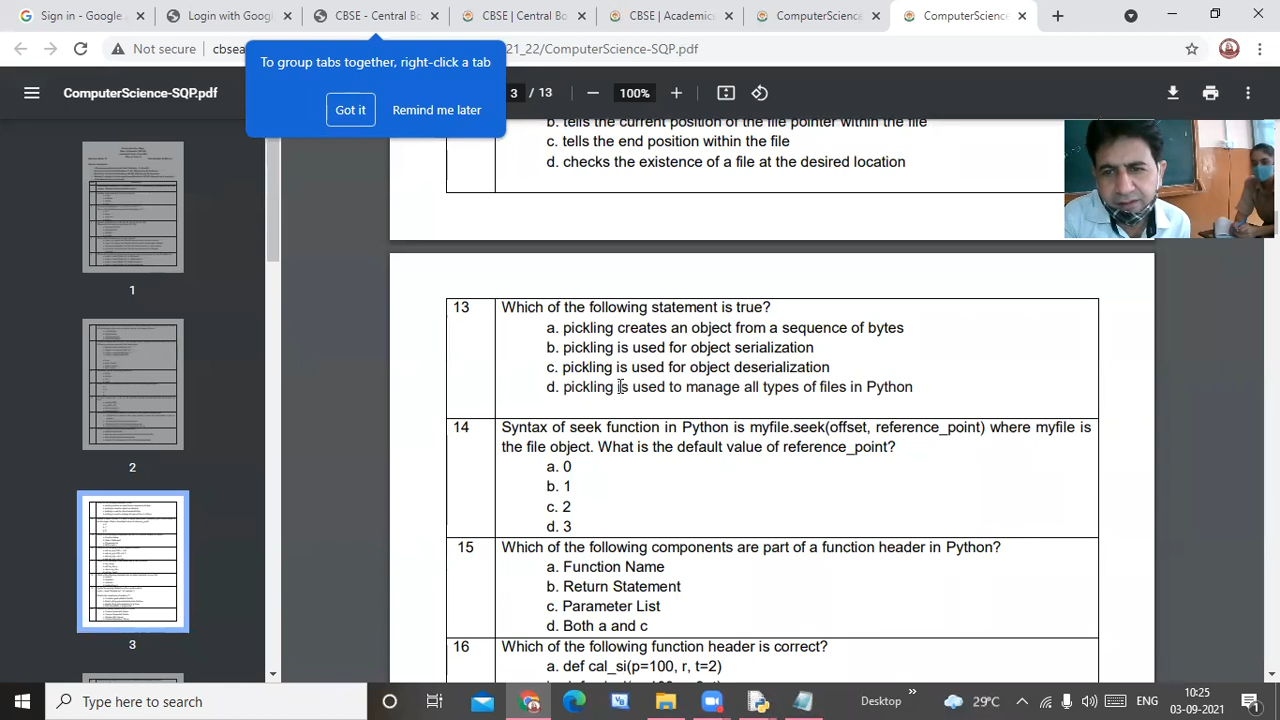 Sign in - Google
Login with Goog
CBSE - Central Bo
CBSE | Central Bo
CBSE | Academics
ComputerScience
ComputerScience
Not secure
cbsea
21_22/ComputerScience-SQP.pdf
To group tabs together, right-click a tab
Got it
Remind me later
ComputerScience-SQP.pdf
3 / 13
100%
1
2
3
b. tells the current position of the file pointer within the file
c. tells the end position within the file
d. checks the existence of a file at the desired location
13 Which of the following statement is true?
a. pickling creates an object from a sequence of bytes
b. pickling is used for object serialization
c. pickling is used for object deserialization
d. pickling is used to manage all types of files in Python
14 Syntax of seek function in Python is myfile.seek(offset, reference_point) where myfile is
the file object. What is the default value of reference_point?
a. 0
b. 1
c. 2
d. 3
15 Which of the following components are part of a function header in Python?
a. Function Name
b. Return Statement
c. Parameter List
d. Both a and c
16 Which of the following function header is correct?
a. def cal_si(p=100, r, t=2)
Type here to search
Desktop
29°C
ENG
10:25
03-09-2021